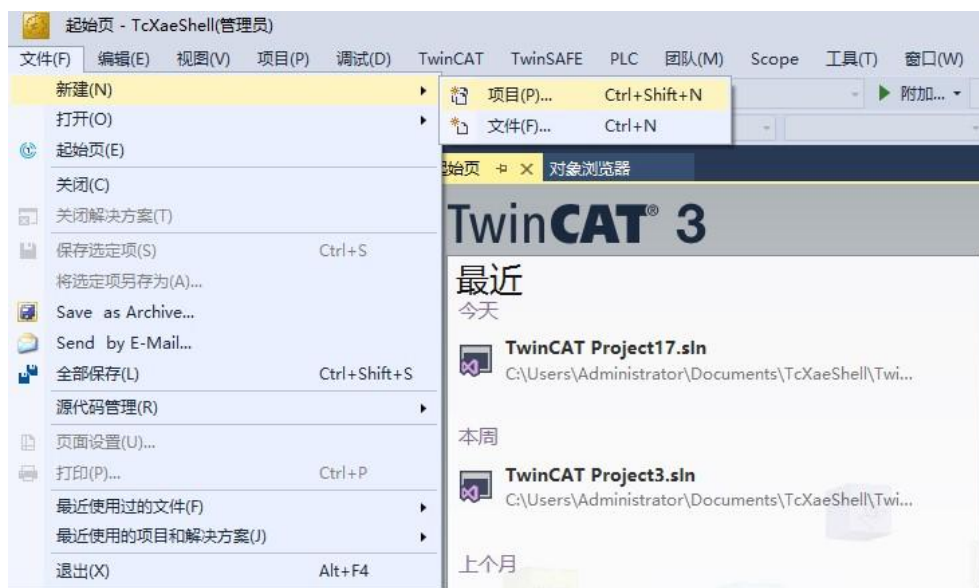 起始页 - TcXaeShell(管理员)
文件(F) 编辑(E) 视图(V) 项目(P) 调试(D) TwinCAT TwinSAFE PLC 团队(M) Scope 工具(T) 窗口(W)
新建(N)
项目(P)... Ctrl+Shift+N
附加...
打开(O)
文件(F)... Ctrl+N
起始页(E)
起始页 对象浏览器
关闭(C)
关闭解决方案(T)
TwinCAT® 3
保存选定项(S) Ctrl+S
将选定项另存为(A)...
最近
今天
Save as Archive...
Send by E-Mail...
TwinCAT Project17.sln
全部保存(L) Ctrl+Shift+S
C:\Users\Administrator\Documents\TcXaeShell\Twi...
源代码管理(R)
页面设置(U)...
本周
打印(P)... Ctrl+P
TwinCAT Project3.sln
C:\Users\Administrator\Documents\TcXaeShell\Twi...
最近使用过的文件(F)
最近使用的项目和解决方案(J)
上个月
退出(X) Alt+F4